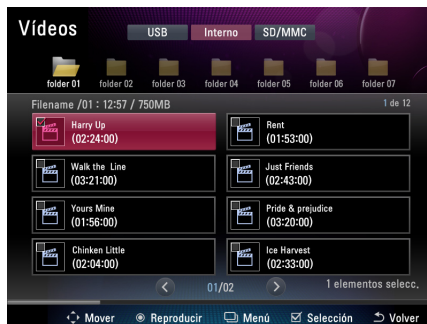 Vídeos
USB Interno SD/MMC
folder 01 folder 02 folder 03 folder 04 folder 05 folder 06 folder 07
Filename /01 : 12:57 / 750MB 1 de 12
Harry Up Rent
(02:24:00) (01:53:00)
Walk the Line Just Friends
(03:21:00) (02:43:00)
Yours Mine Pride & prejudice
(01:56:00) (03:20:00)
Chinken Little Ice Harvest
(02:04:00) (02:33:00)
01/02 1 elementos selecc.
Mover Reproducir Menú Selección Volver